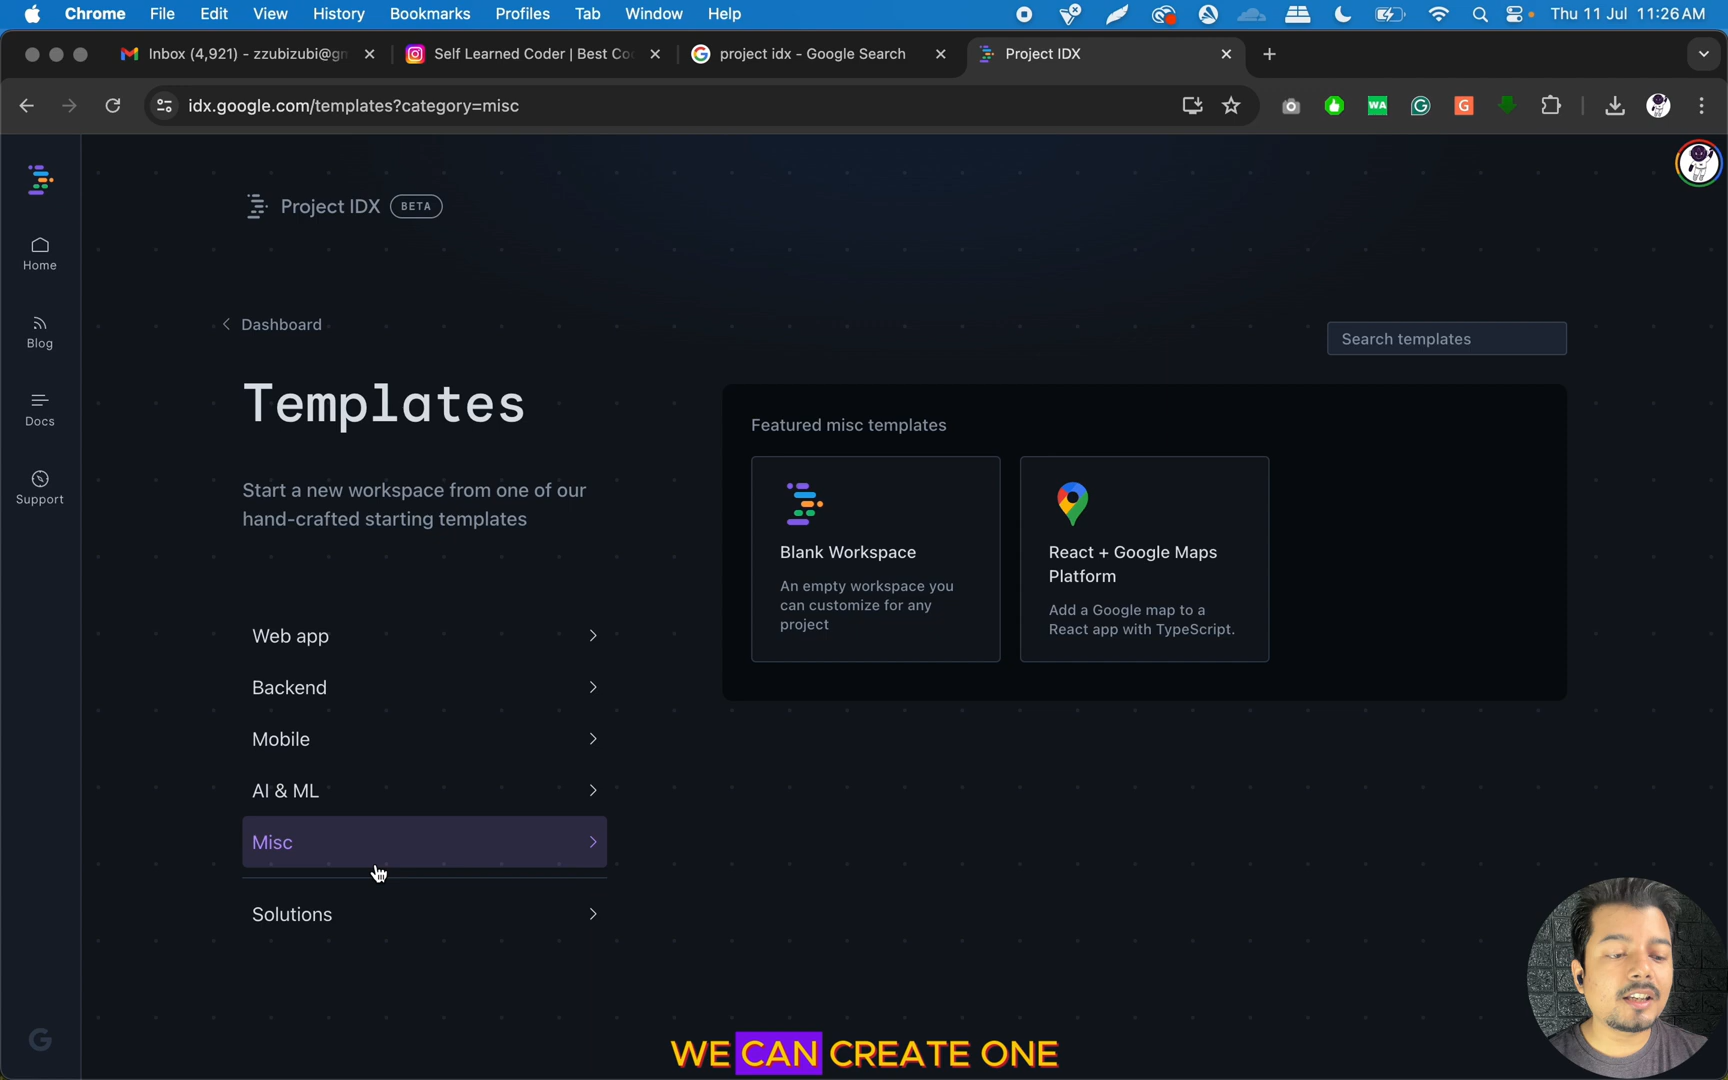 Chrome File Edit View History Bookmarks Profiles Tab Window Help Thu 11 Jul 11:26 AM
Inbox (4,921) - zzubizubi@gm Self Learned Coder | Best Co project idx - Google Search Project IDX
idx.google.com/templates?category=misc
WA
G
Project IDX BETA
Home
Blog
Docs
Support
Dashboard
Search templates
Templates
Start a new workspace from one of our
hand-crafted starting templates
Web app
Backend
Mobile
AI & ML
Misc
Solutions
Featured misc templates
Blank Workspace
An empty workspace you
can customize for any
project
React + Google Maps
Platform
Add a Google map to a
React app with TypeScript.
G
WE CAN CREATE ONE